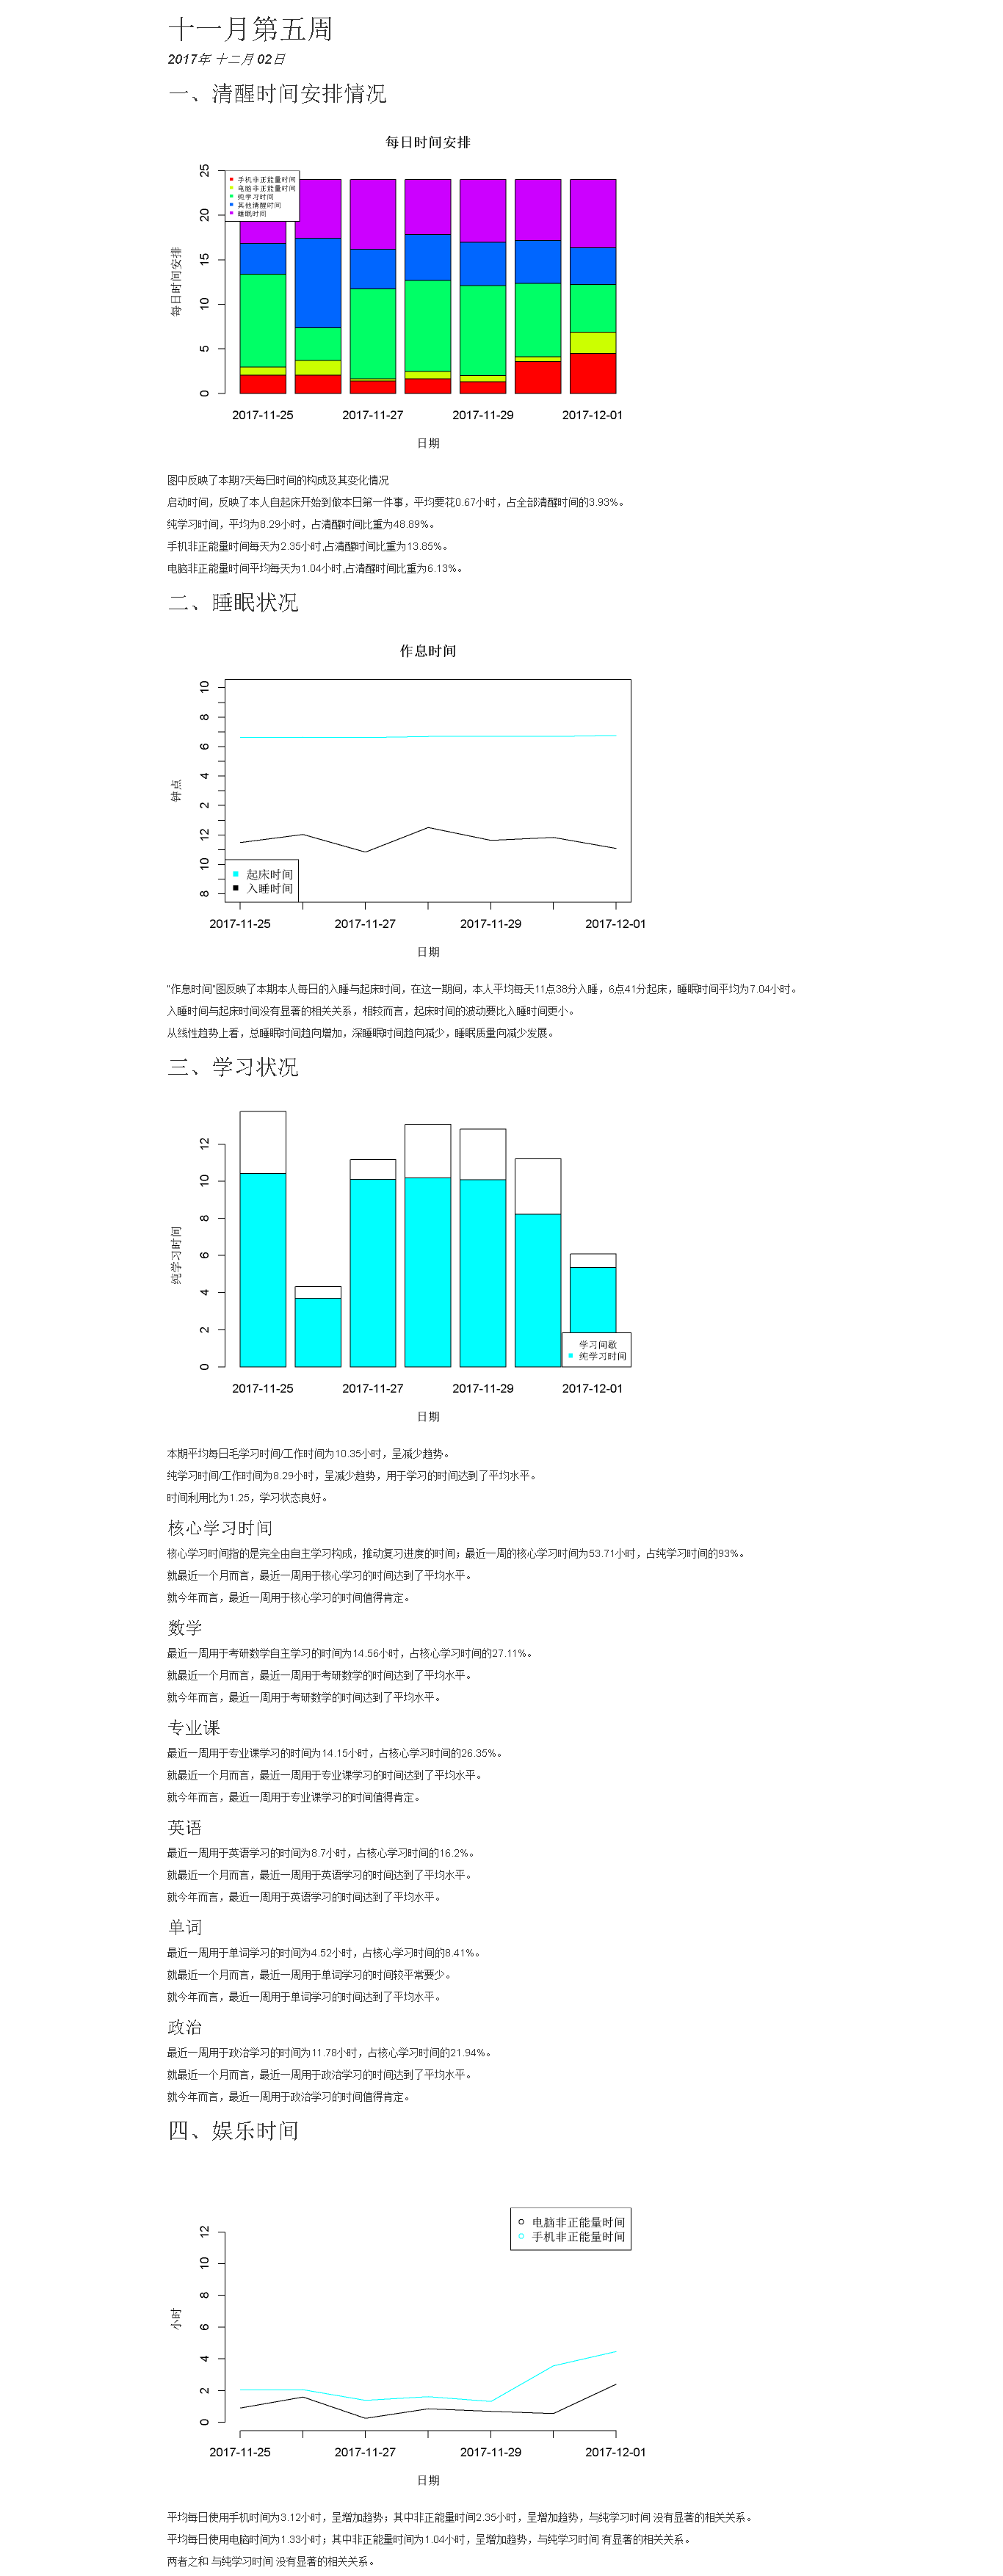 十一月第五周
2017年 十二月 02日
一、清醒时间安排情况
每日时间安排
每日时间安排
25
20
15
10
5
0
手机非正能量时间
电脑非正能量时间
纯学习时间
其他清醒时间
睡眠时间
2017-11-25 2017-11-27 2017-11-29 2017-12-01
日期
图中反映了本期7天每日时间的构成及其变化情况
启动时间，反映了本人自起床开始到做本日第一件事，平均要花0.67小时，占全部清醒时间的3.93%。
纯学习时间，平均为8.29小时，占清醒时间比重为48.89%。
手机非正能量时间每天为2.35小时,占清醒时间比重为13.85%。
电脑非正能量时间平均每天为1.04小时,占清醒时间比重为6.13%。
二、睡眠状况
作息时间
钟点
10
8
6
4
2
12
10
8
起床时间
入睡时间
2017-11-25 2017-11-27 2017-11-29 2017-12-01
日期
"作息时间"图反映了本期本人每日的入睡与起床时间，在这一期间，本人平均每天11点38分入睡，6点41分起床，睡眠时间平均为7.04小时。
入睡时间与起床时间没有显著的相关关系，相较而言，起床时间的波动要比入睡时间更小。
从线性趋势上看，总睡眠时间趋向增加，深睡眠时间趋向减少，睡眠质量向减少发展。
三、学习状况
纯学习时间
12
10
8
6
4
2
0
学习间歇
纯学习时间
2017-11-25 2017-11-27 2017-11-29 2017-12-01
日期
本期平均每日毛学习时间/工作时间为10.35小时，呈减少趋势。
纯学习时间/工作时间为8.29小时，呈减少趋势，用于学习的时间达到了平均水平。
时间利用比为1.25，学习状态良好。
核心学习时间
核心学习时间指的是完全由自主学习构成，推动复习进度的时间；最近一周的核心学习时间为53.71小时，占纯学习时间的93%。
就最近一个月而言，最近一周用于核心学习的时间达到了平均水平。
就今年而言，最近一周用于核心学习的时间值得肯定。
数学
最近一周用于考研数学自主学习的时间为14.56小时，占核心学习时间的27.11%。
就最近一个月而言，最近一周用于考研数学的时间达到了平均水平。
就今年而言，最近一周用于考研数学的时间达到了平均水平。
专业课
最近一周用于专业课学习的时间为14.15小时，占核心学习时间的26.35%。
就最近一个月而言，最近一周用于专业课学习的时间达到了平均水平。
就今年而言，最近一周用于专业课学习的时间值得肯定。
英语
最近一周用于英语学习的时间为8.7小时，占核心学习时间的16.2%。
就最近一个月而言，最近一周用于英语学习的时间达到了平均水平。
就今年而言，最近一周用于英语学习的时间达到了平均水平。
单词
最近一周用于单词学习的时间为4.52小时，占核心学习时间的8.41%。
就最近一个月而言，最近一周用于单词学习的时间较平常要少。
就今年而言，最近一周用于单词学习的时间达到了平均水平。
政治
最近一周用于政治学习的时间为11.78小时，占核心学习时间的21.94%。
就最近一个月而言，最近一周用于政治学习的时间达到了平均水平。
就今年而言，最近一周用于政治学习的时间值得肯定。
四、娱乐时间
电脑非正能量时间
手机非正能量时间
小时
12
10
8
6
4
2
0
2017-11-25 2017-11-27 2017-11-29 2017-12-01
日期
平均每日使用手机时间为3.12小时，呈增加趋势；其中非正能量时间2.35小时，呈增加趋势，与纯学习时间 没有显著的相关关系。
平均每日使用电脑时间为1.33小时；其中非正能量时间为1.04小时，呈增加趋势，与纯学习时间 有显著的相关关系。
两者之和 与纯学习时间 没有显著的相关关系。